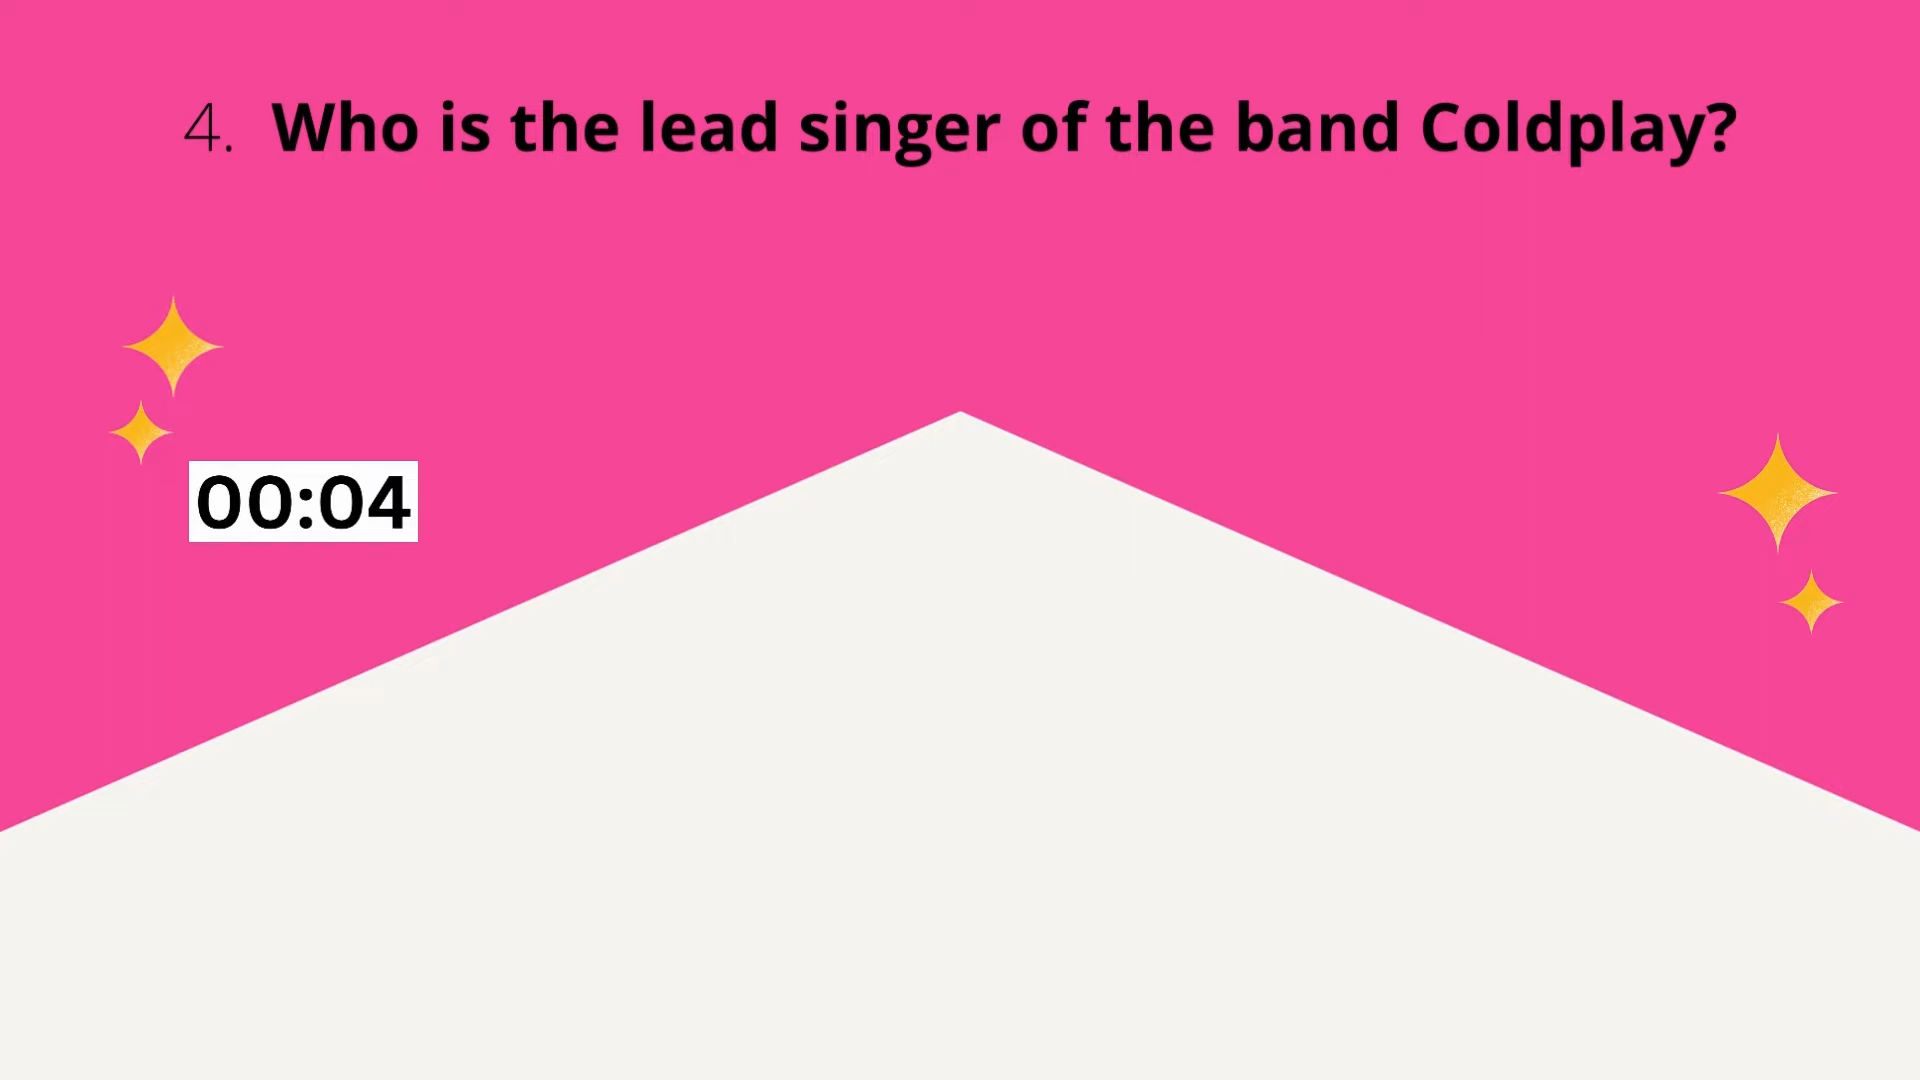 4. Who is the lead singer of the band Coldplay?
00:04